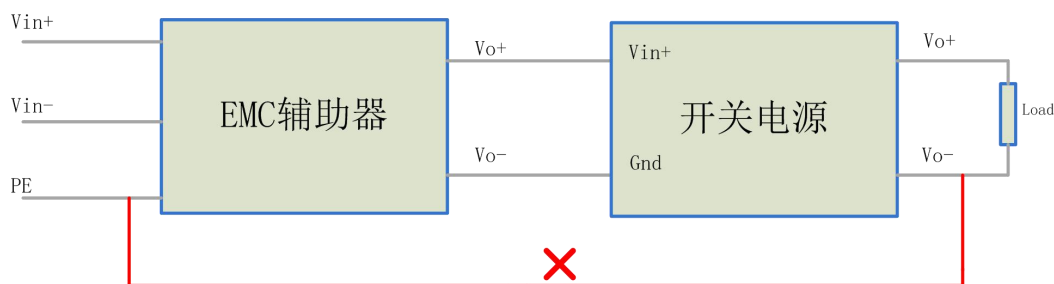 Vin+
Vin-
PE
EMC辅助器
Vo+
Vo-
Vin+
Gnd
开关电源
Vo+
Vo-
Load